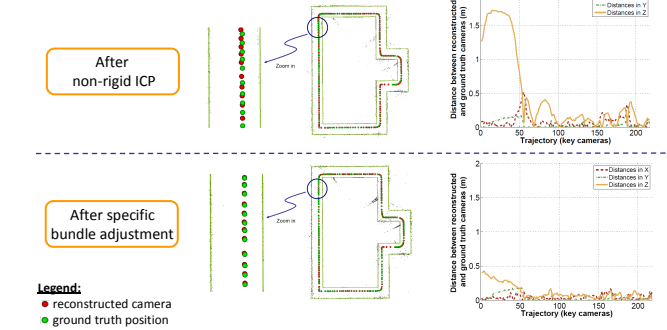 After
non-rigid ICP
Zoom in
Distance between reconstructed
and ground truth cameras (m)
Distances in Y
Distances in Z
1.5
1
0.5
0
0 50 100 150 200
Trajectory (key cameras)
After specific
bundle adjustment
Zoom in
Distance between reconstructed
and ground truth cameras (m)
Distances in X
Distances in Y
Distances in Z
2
1.5
1
0.5
0
0 50 100 150 200
Trajectory (key cameras)
Legend:
reconstructed camera
ground truth position